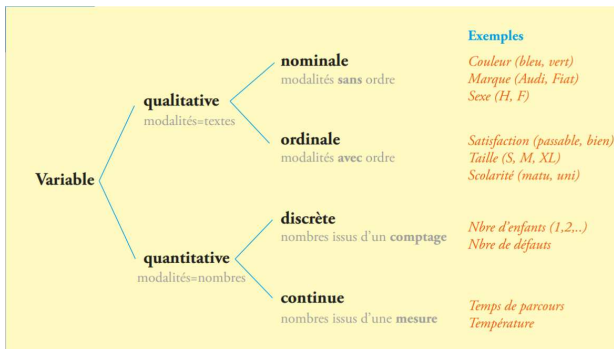 Exemples
nominale
modalités sans ordre
Couleur (bleu, vert)
Marque (Audi, Fiat)
Sexe (H, F)
qualitative
modalités=textes
ordinale
modalités avec ordre
Satisfaction (passable, bien)
Taille (S, M, XL)
Scolarité (matu, uni)
Variable
discrète
nombres issus d'un comptage
Nbre d'enfants (1,2,..)
Nbre de défauts
quantitative
modalités=nombres
continue
nombres issus d'une mesure
Temps de parcours
Température